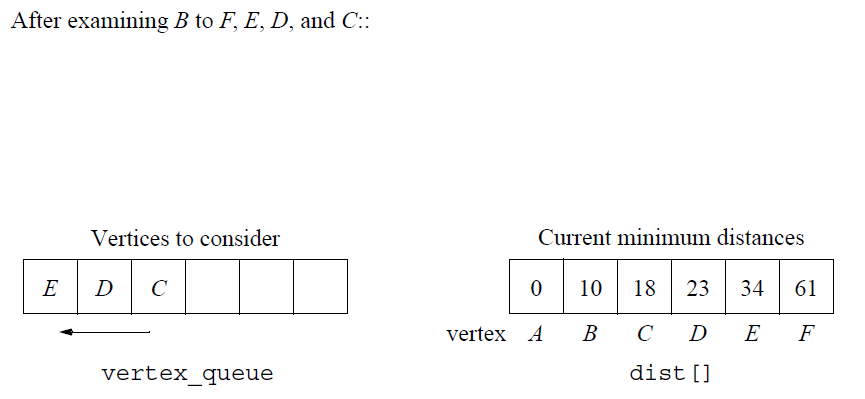 After examining B to F, E, D, and C::
Vertices to consider
E D C
vertex_queue
Current minimum distances
0 10 18 23 34 61
vertex A B C D E F
dist[]